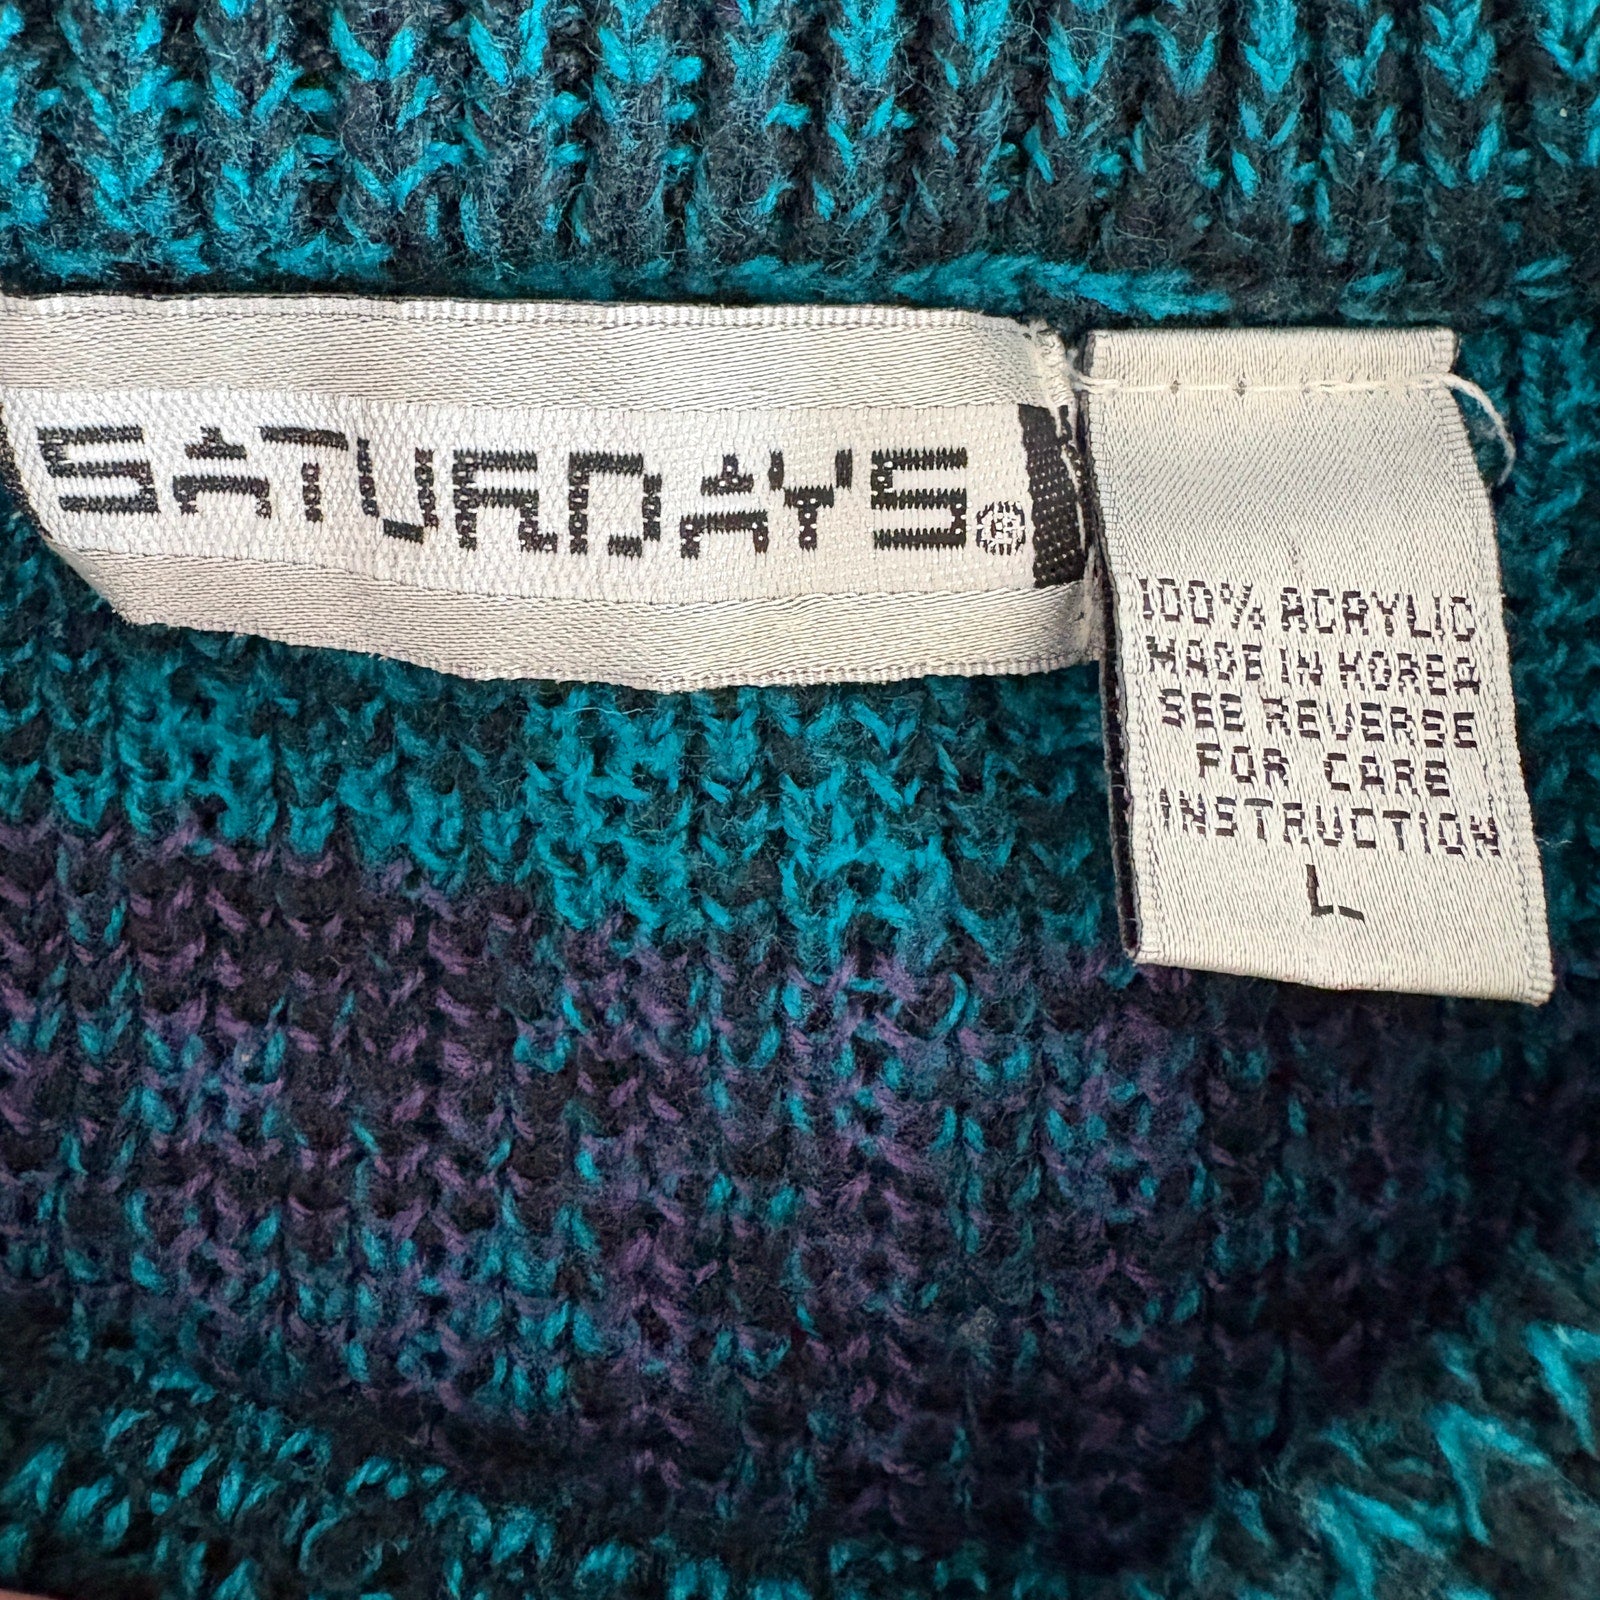 SATURDAYS®
100% ACRYLIC
MADE IN KOREA
SEE REVERSE
FOR CARE
INSTRUCTION
L